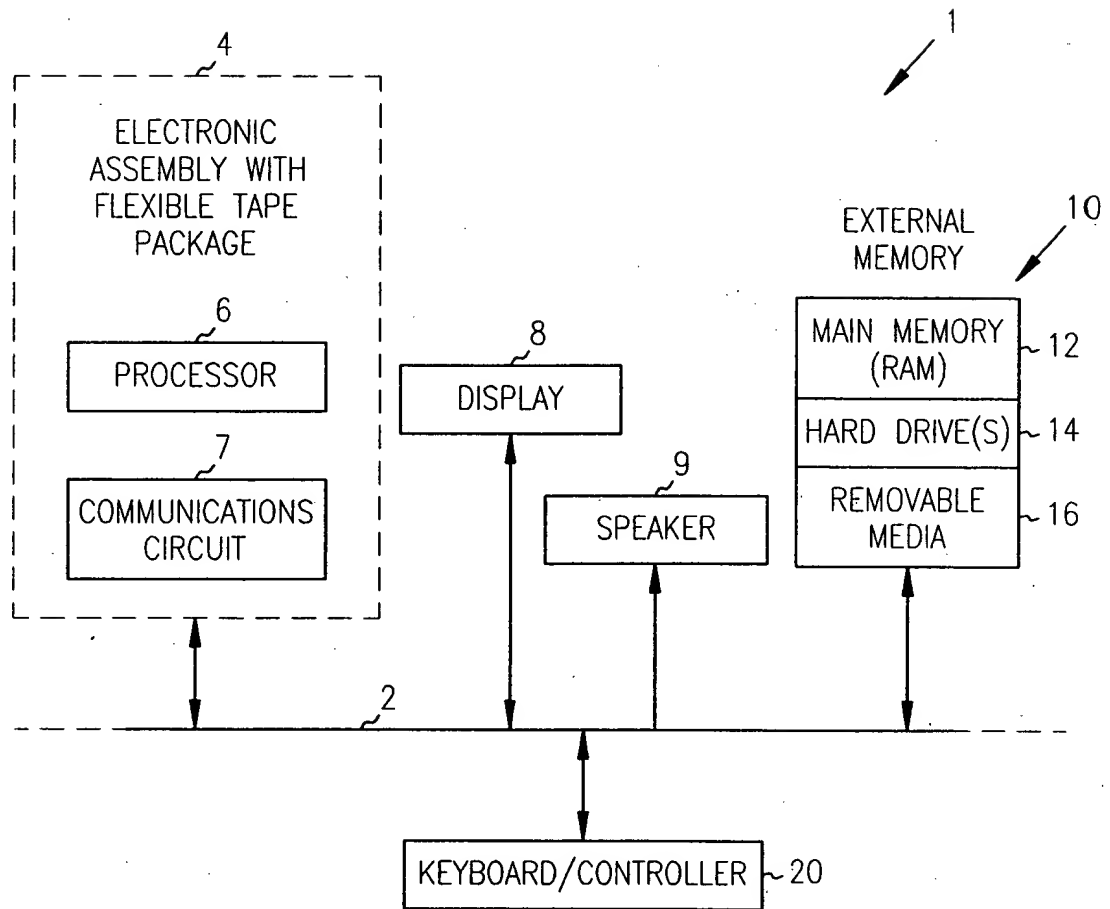 1
4
ELECTRONIC
ASSEMBLY WITH
FLEXIBLE TAPE
PACKAGE
6
PROCESSOR
7
COMMUNICATIONS
CIRCUIT
8
DISPLAY
9
SPEAKER
EXTERNAL
MEMORY
10
MAIN MEMORY
(RAM)
12
HARD DRIVE(S)
14
REMOVABLE
MEDIA
16
2
KEYBOARD/CONTROLLER
20